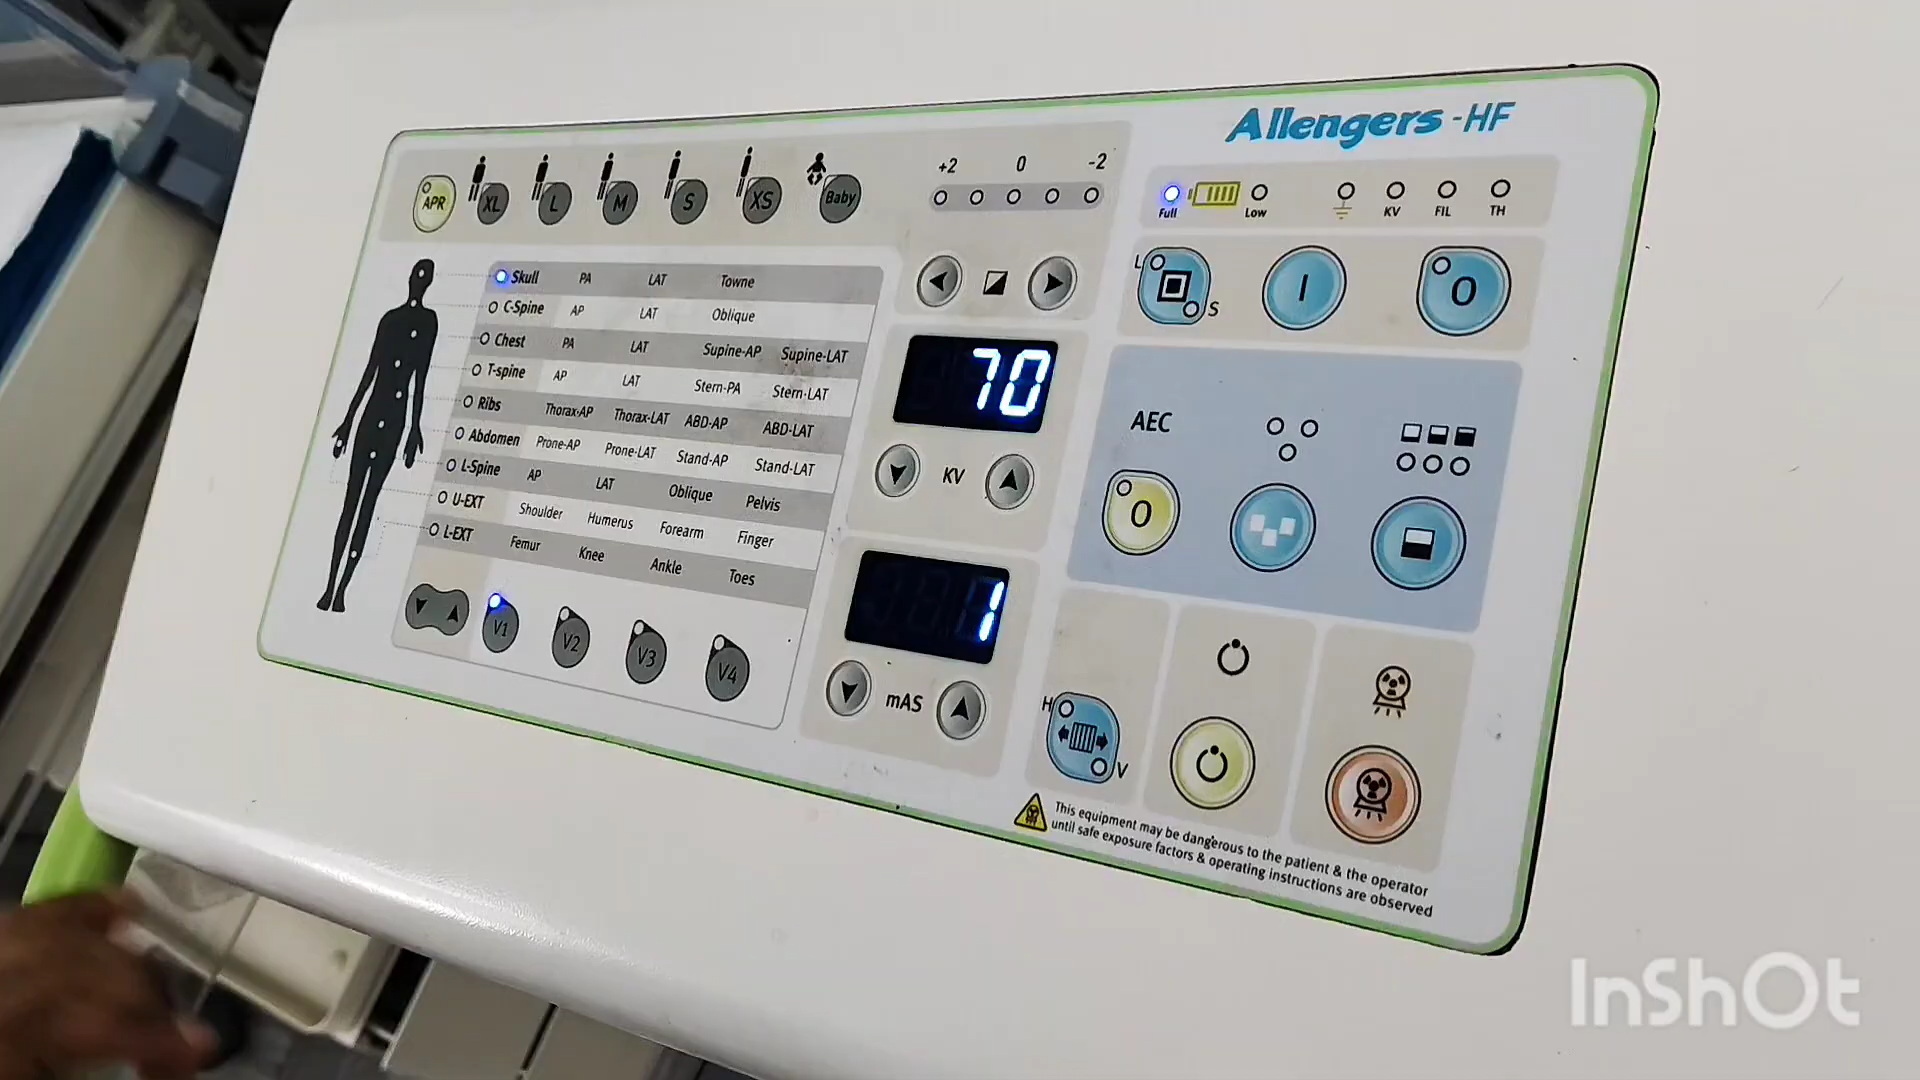 Allengers -HF
APR XL L M S XS Baby
+2 0 -2
Full Low KV FIL TH
L S I O
Skull PA LAT Towne
C-Spine AP LAT Oblique
Chest PA LAT Supine-AP Supine-LAT
T-spine AP LAT Stern-PA Stern-LAT
Ribs Thorax-AP Thorax-LAT ABD-AP ABD-LAT
Abdomen Prone-AP Prone-LAT Stand-AP Stand-LAT
L-Spine AP LAT Oblique Pelvis
U-EXT Shoulder Humerus Forearm Finger
L-EXT Femur Knee Ankle Toes
V1 V2 V3 V4
70
KV
1
mAS
AEC
O
H V
This equipment may be dangerous to the patient & the operator
until safe exposure factors & operating instructions are observed
InShOt